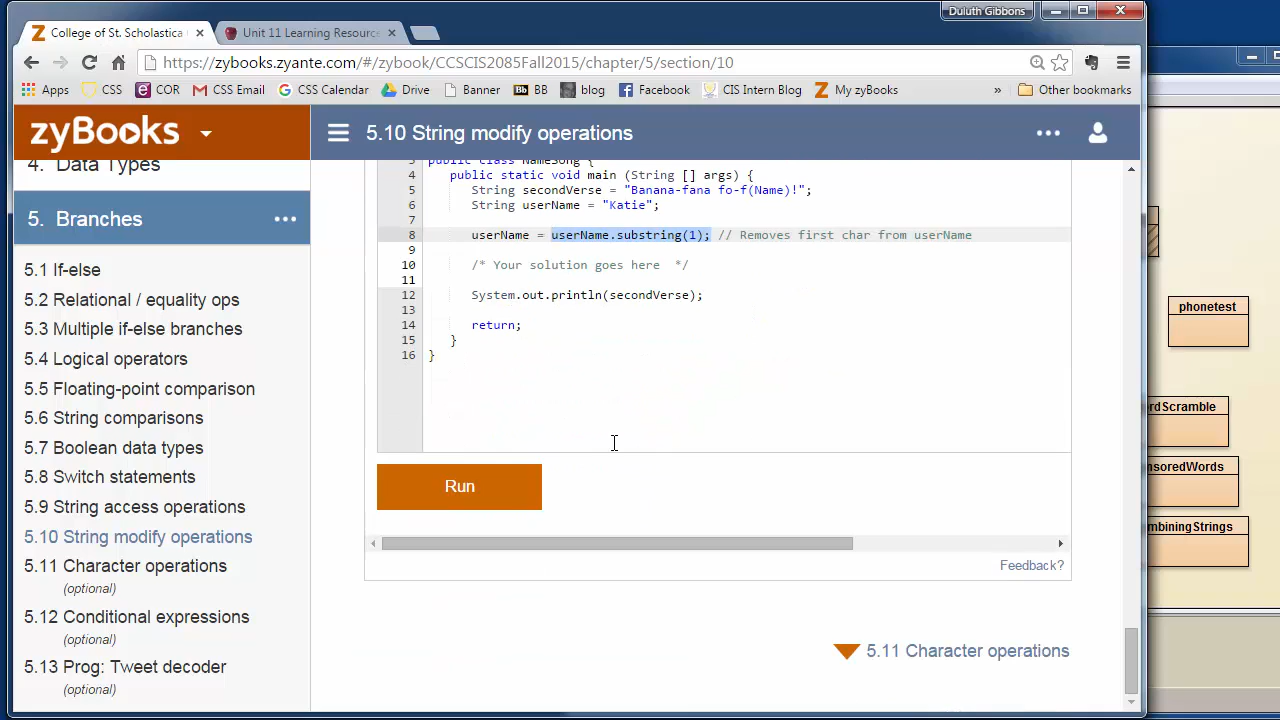 Duluth Gibbons
College of St. Scholastica
Unit 11 Learning Resource
https://zybooks.zyante.com/#/zybook/CCSCIS2085Fall2015/chapter/5/section/10
Apps CSS COR CSS Email CSS Calendar Drive Banner Bb BB blog Facebook CIS Intern Blog My zyBooks » Other bookmarks
zyBooks
5.10 String modify operations
4. Data Types
5. Branches
5.1 If-else
5.2 Relational / equality ops
5.3 Multiple if-else branches
5.4 Logical operators
5.5 Floating-point comparison
5.6 String comparisons
5.7 Boolean data types
5.8 Switch statements
5.9 String access operations
5.10 String modify operations
5.11 Character operations
(optional)
5.12 Conditional expressions
(optional)
5.13 Prog: Tweet decoder
(optional)
3 public class NameSong {
4 public static void main (String [] args) {
5 String secondVerse = "Banana-fana fo-f(Name)!";
6 String userName = "Katie";
7
8 userName = userName.substring(1); // Removes first char from userName
9
10 /* Your solution goes here */
11
12 System.out.println(secondVerse);
13
14 return;
15 }
16 }
Run
Feedback?
5.11 Character operations
phonetest
rdScramble
nsoredWords
mbiningStrings